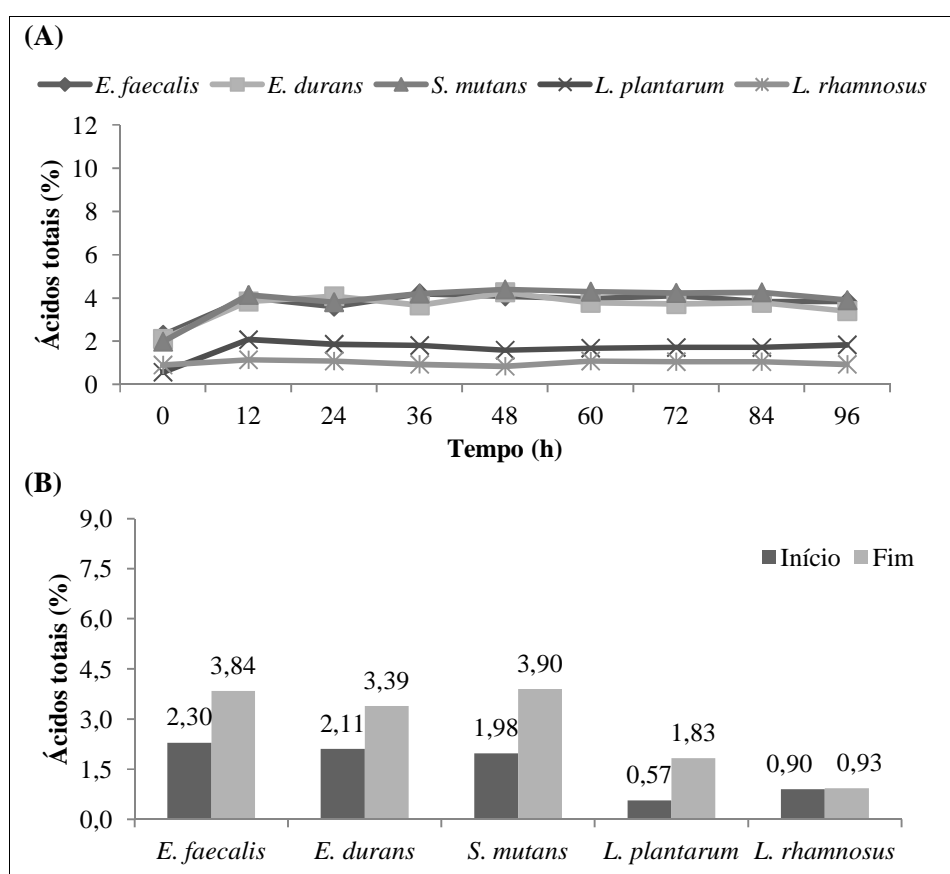 (A)
E. faecalis E. durans S. mutans L. plantarum L. rhamnosus
12
10
8
6
4
2
0
Ácidos totais (%)
0 12 24 36 48 60 72 84 96
Tempo (h)
(B)
9,0
7,5
6,0
4,5
3,0
1,5
0,0
Ácidos totais (%)
Início Fim
2,30 3,84 2,11 3,39 1,98 3,90 0,57 1,83 0,90 0,93
E. faecalis E. durans S. mutans L. plantarum L. rhamnosus